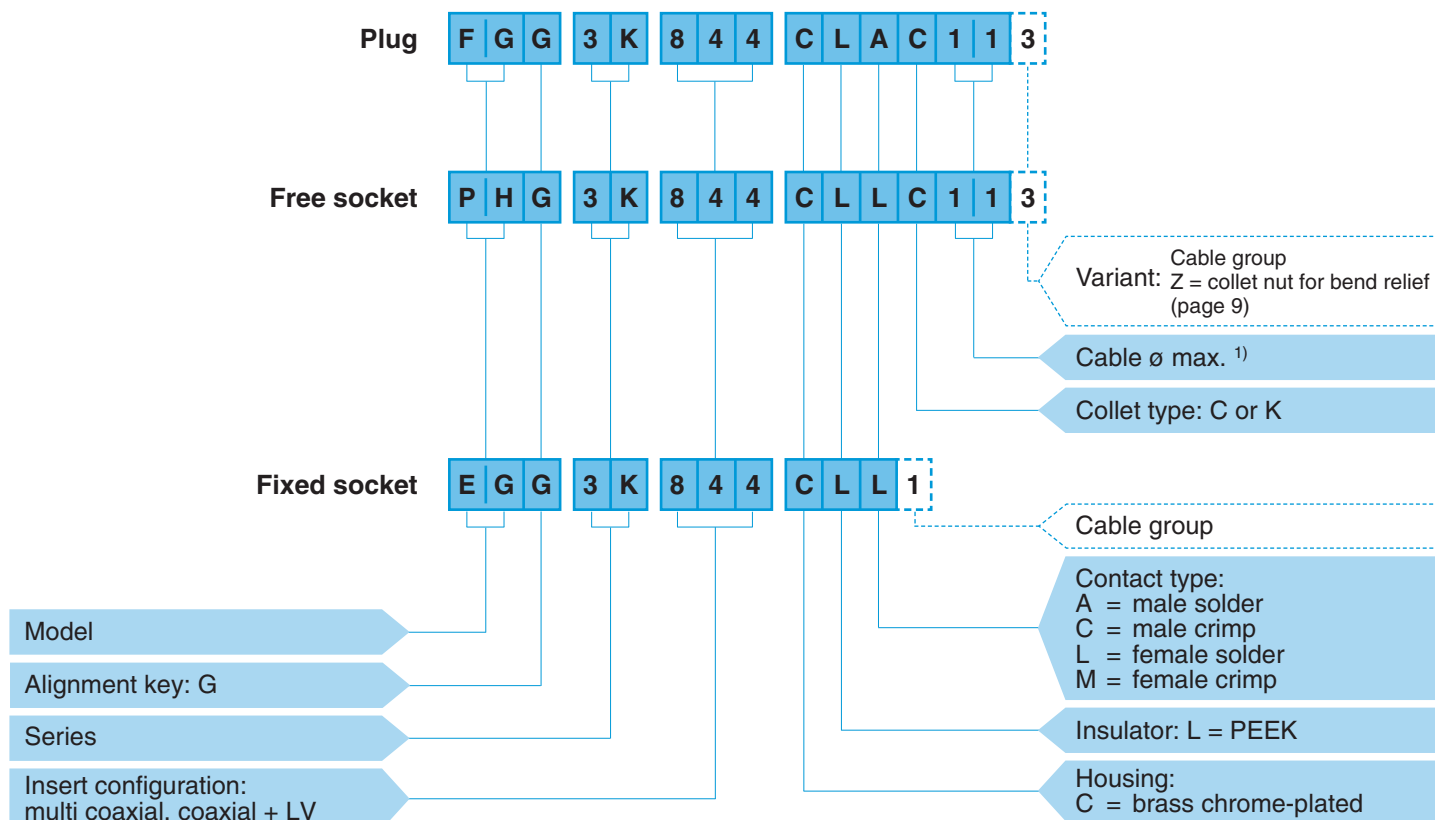 Plug F G G 3 K 8 4 4 C L A C 1 1 3
Free socket P H G 3 K 8 4 4 C L L C 1 1 3
Variant: Cable group
Z = collet nut for bend relief
(page 9)
Cable ø max. 1)
Collet type: C or K
Fixed socket E G G 3 K 8 4 4 C L L 1
Cable group
Contact type:
A = male solder
C = male crimp
L = female solder
M = female crimp
Model
Alignment key: G
Series
Insulator: L = PEEK
Insert configuration:
multi coaxial, coaxial + LV
Housing:
C = brass chrome-plated